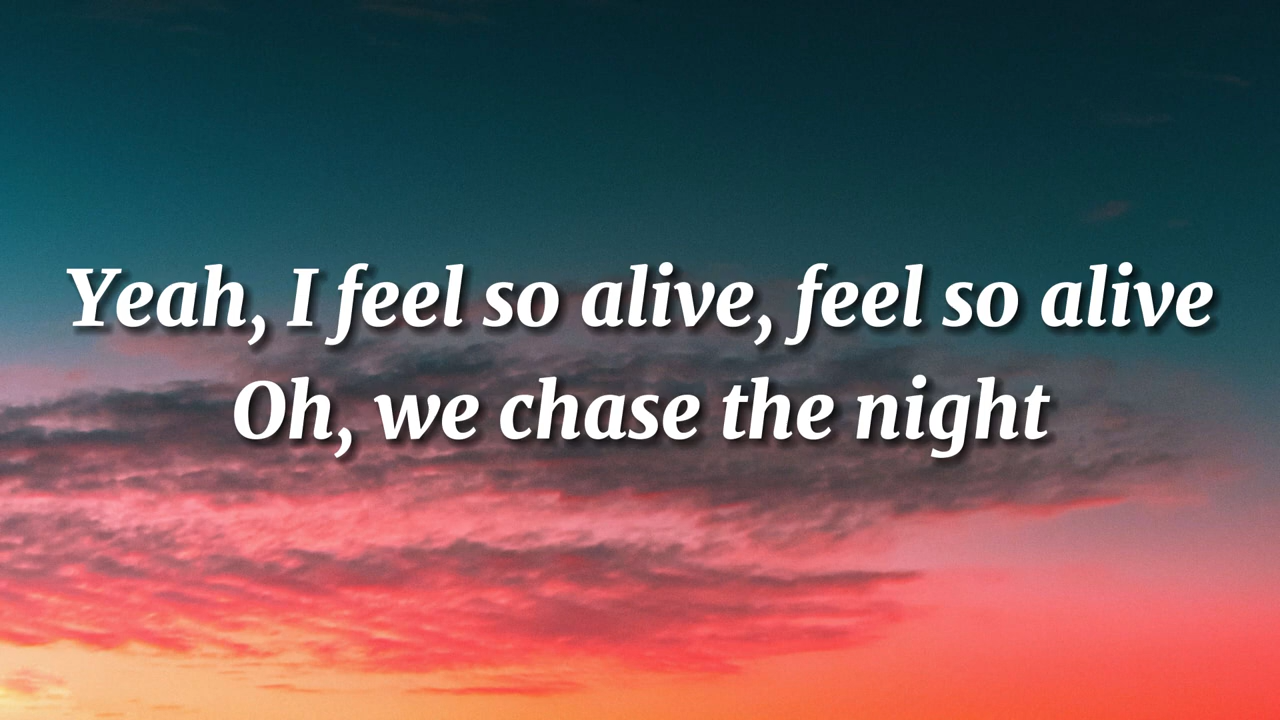 Yeah, I feel so alive, feel so alive
Oh, we chase the night